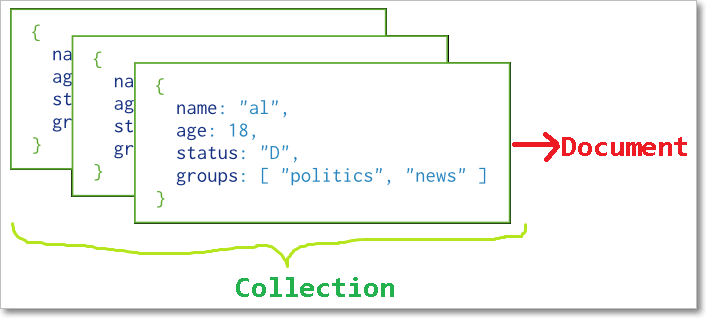 {
na
ag
st
gr
}
{
na
ag
st
gr
}
{
name: "al",
age: 18,
status: "D",
groups: [ "politics", "news" ]
}
Document
Collection